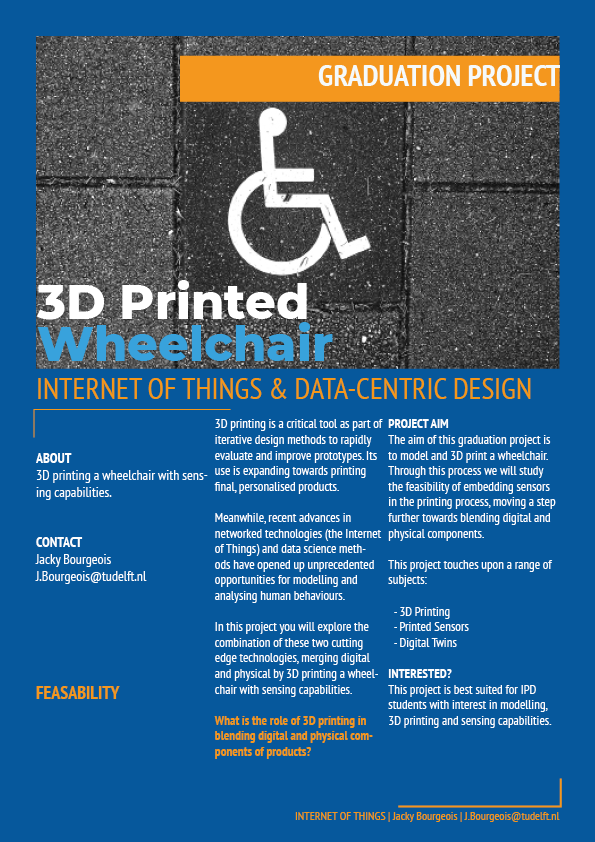 GRADUATION PROJECT
3D Printed
Wheelchair
INTERNET OF THINGS & DATA-CENTRIC DESIGN
ABOUT
3D printing a wheelchair with sens-
ing capabilities.
CONTACT
Jacky Bourgeois
J.Bourgeois@tudelft.nl
FEASABILITY
3D printing is a critical tool as part of
iterative design methods to rapidly
evaluate and improve prototypes. Its
use is expanding towards printing
final, personalised products.
Meanwhile, recent advances in
networked technologies (the Internet
of Things) and data science meth-
ods have opened up unprecedented
opportunities for modelling and
analysing human behaviours.
In this project you will explore the
combination of these two cutting
edge technologies, merging digital
and physical by 3D printing a wheel-
chair with sensing capabilities.
What is the role of 3D printing in
blending digital and physical com-
ponents of products?
PROJECT AIM
The aim of this graduation project is
to model and 3D print a wheelchair.
Through this process we will study
the feasibility of embedding sensors
in the printing process, moving a step
further towards blending digital and
physical components.
This project touches upon a range of
subjects:
- 3D Printing
- Printed Sensors
- Digital Twins
INTERESTED?
This project is best suited for IPD
students with interest in modelling,
3D printing and sensing capabilities.
INTERNET OF THINGS | Jacky Bourgeois | J.Bourgeois@tudelft.nl